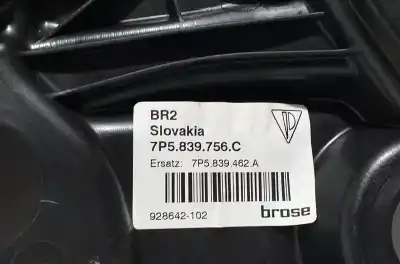 BR2
Slovakia
7P5.839.756.C
Ersatz: 7P5.839.462.A
928642-102 brose